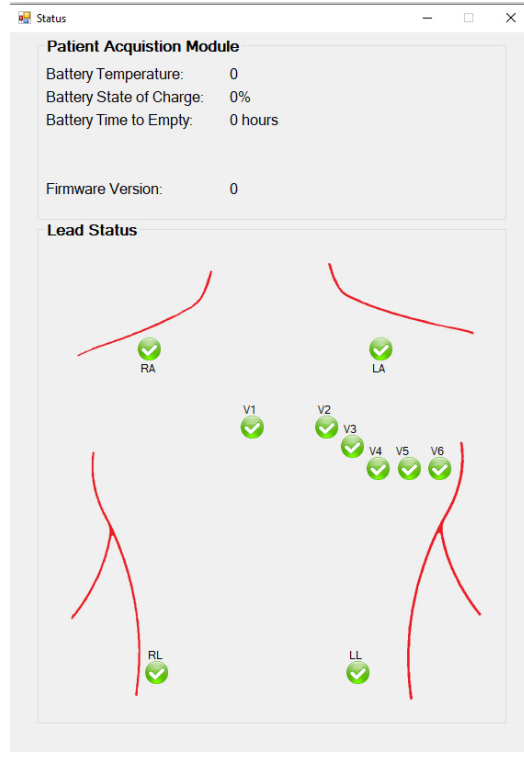 Status
Patient Acquistion Module
Battery Temperature: 0
Battery State of Charge: 0%
Battery Time to Empty: 0 hours
Firmware Version: 0
Lead Status
RA
LA
V1
V2
V3
V4
V5
V6
RL
LL